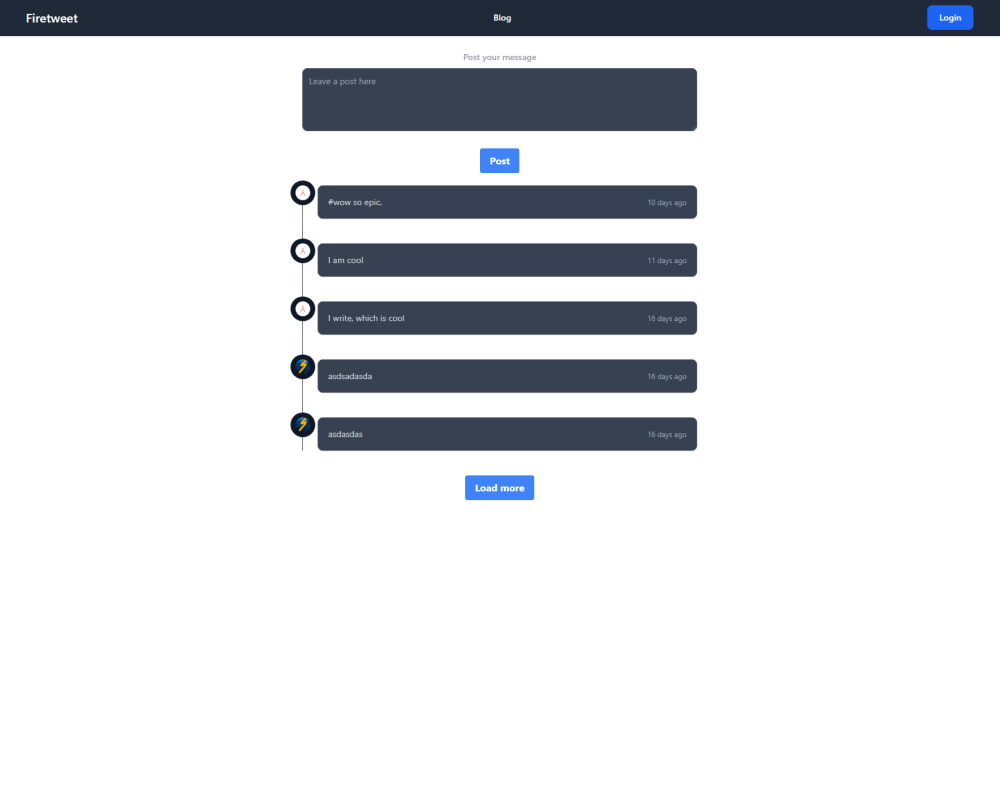 Firetweet
Blog
Login
Post your message
Leave a post here
Post
#wow so epic.
10 days ago
I am cool
11 days ago
I write, which is cool
16 days ago
asdsadasda
16 days ago
asdasdas
16 days ago
Load more